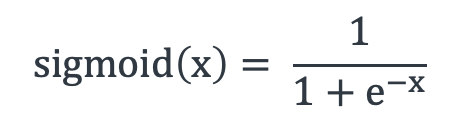 sigmoid(x) = 1 / (1 + e^−x)